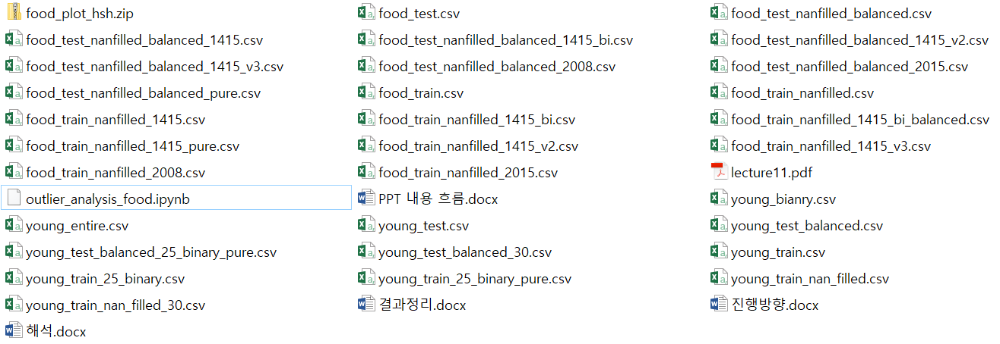 food_plot_hsh.zip
food_test.csv
food_test_nanfilled_balanced.csv
food_test_nanfilled_balanced_1415.csv
food_test_nanfilled_balanced_1415_bi.csv
food_test_nanfilled_balanced_1415_v2.csv
food_test_nanfilled_balanced_1415_v3.csv
food_test_nanfilled_balanced_2008.csv
food_test_nanfilled_balanced_2015.csv
food_test_nanfilled_balanced_pure.csv
food_train.csv
food_train_nanfilled.csv
food_train_nanfilled_1415.csv
food_train_nanfilled_1415_bi.csv
food_train_nanfilled_1415_bi_balanced.csv
food_train_nanfilled_1415_pure.csv
food_train_nanfilled_1415_v2.csv
food_train_nanfilled_1415_v3.csv
food_train_nanfilled_2008.csv
food_train_nanfilled_2015.csv
lecture11.pdf
outlier_analysis_food.ipynb
PPT 내용 흐름.docx
young_bianry.csv
young_entire.csv
young_test.csv
young_test_balanced.csv
young_test_balanced_25_binary_pure.csv
young_test_balanced_30.csv
young_train.csv
young_train_25_binary.csv
young_train_25_binary_pure.csv
young_train_nan_filled.csv
young_train_nan_filled_30.csv
결과정리.docx
진행방향.docx
해석.docx